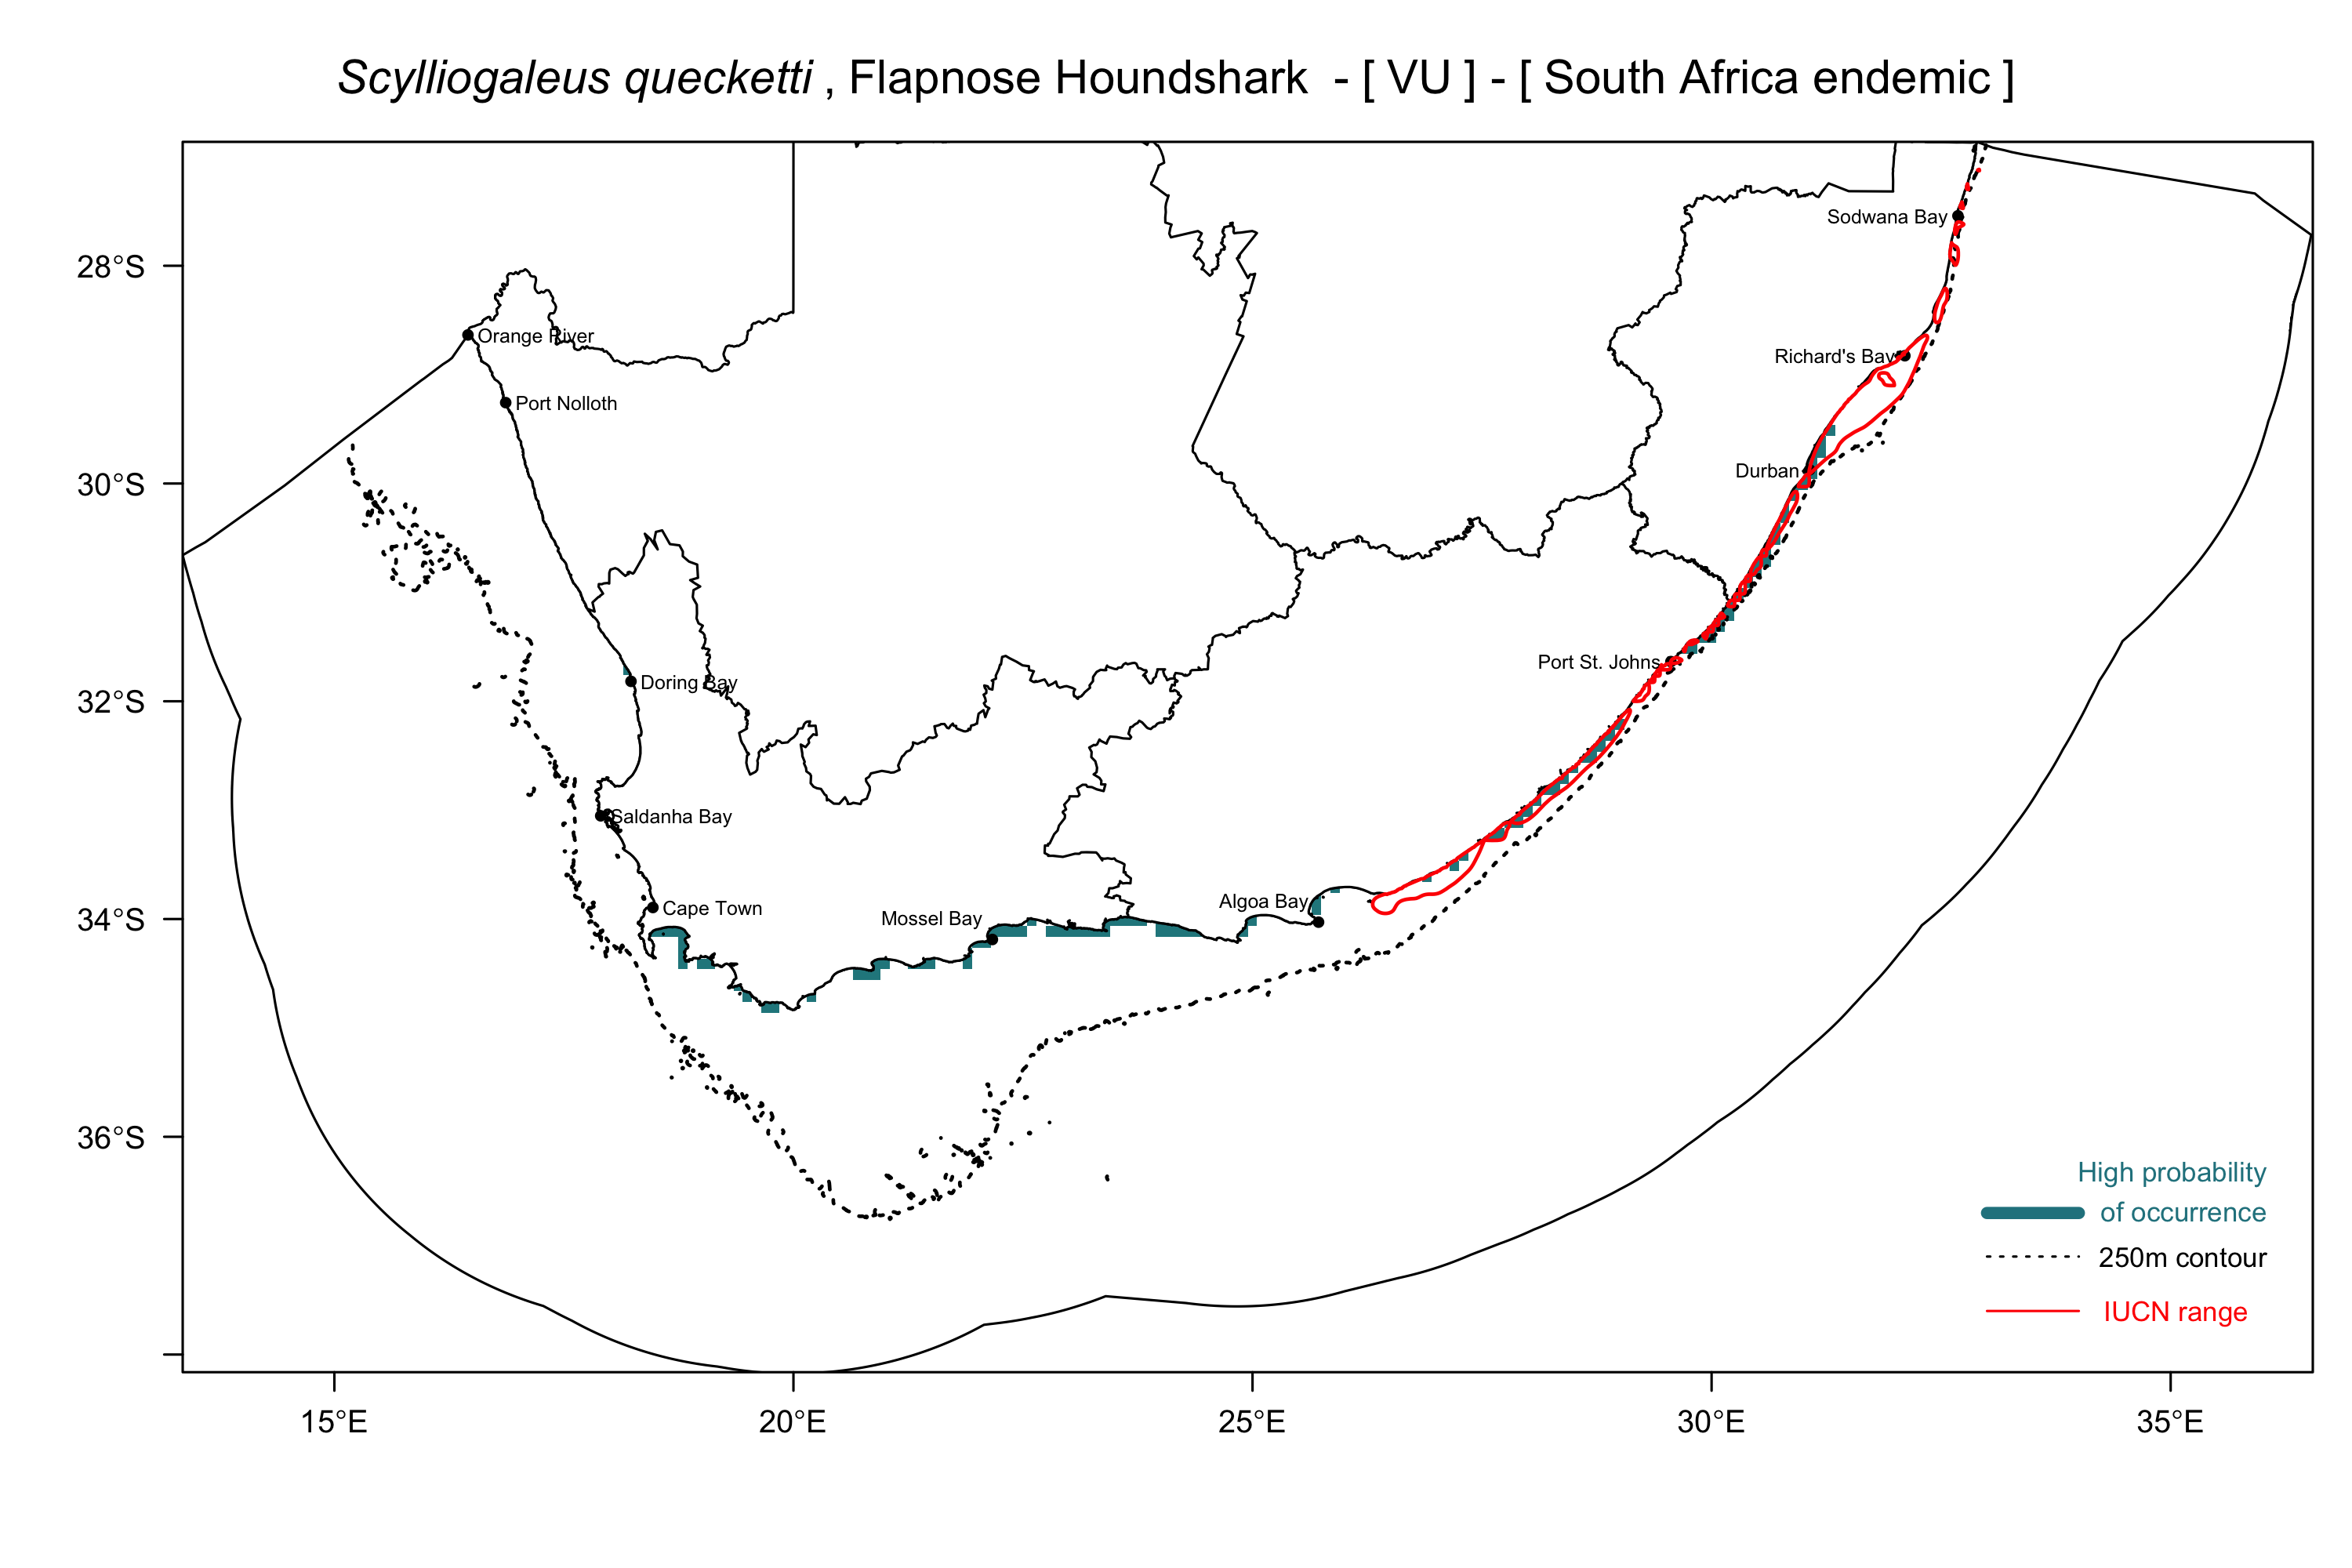 Scylliogaleus quecketti , Flapnose Houndshark - [ VU ] - [ South Africa endemic ]
Sodwana Bay
28°S
Orange River
Richard's Bay
Port Nolloth
Durban
30°S
Port St. Johns
Doring Bay
32°S
Saldanha Bay
Algoa Bay
Cape Town
Mossel Bay
34°S
36°S
High probability
of occurrence
250m contour
IUCN range
15°E
20°E
25°E
30°E
35°E